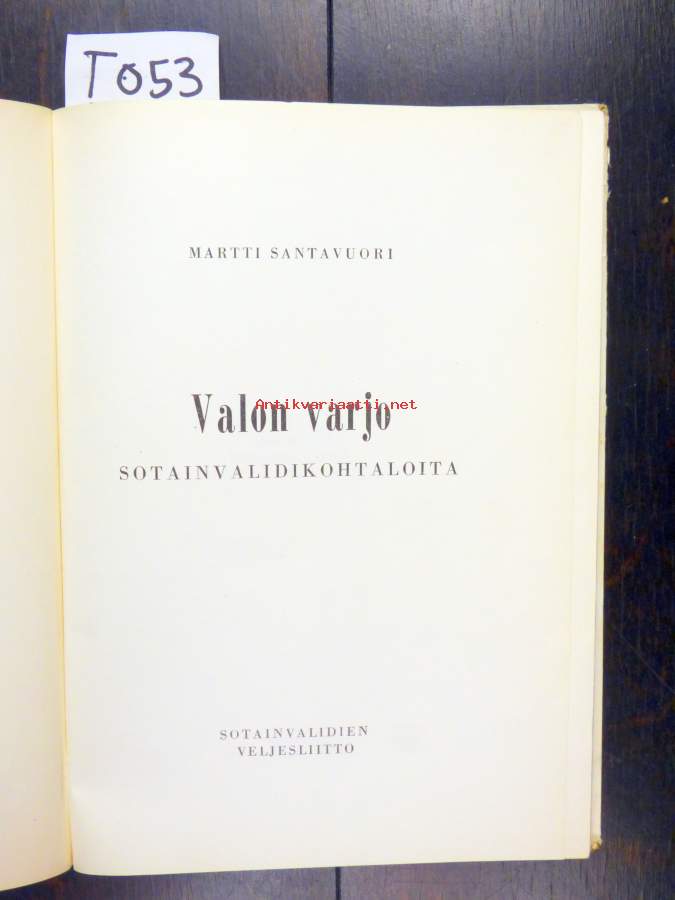 T053
MARTTI SANTAVUORI
Valon varjo
Antikvariaatti.net
SOTAINVALIDIKOHTALOITA
SOTAINVALIDIEN
VELJESLIITTO